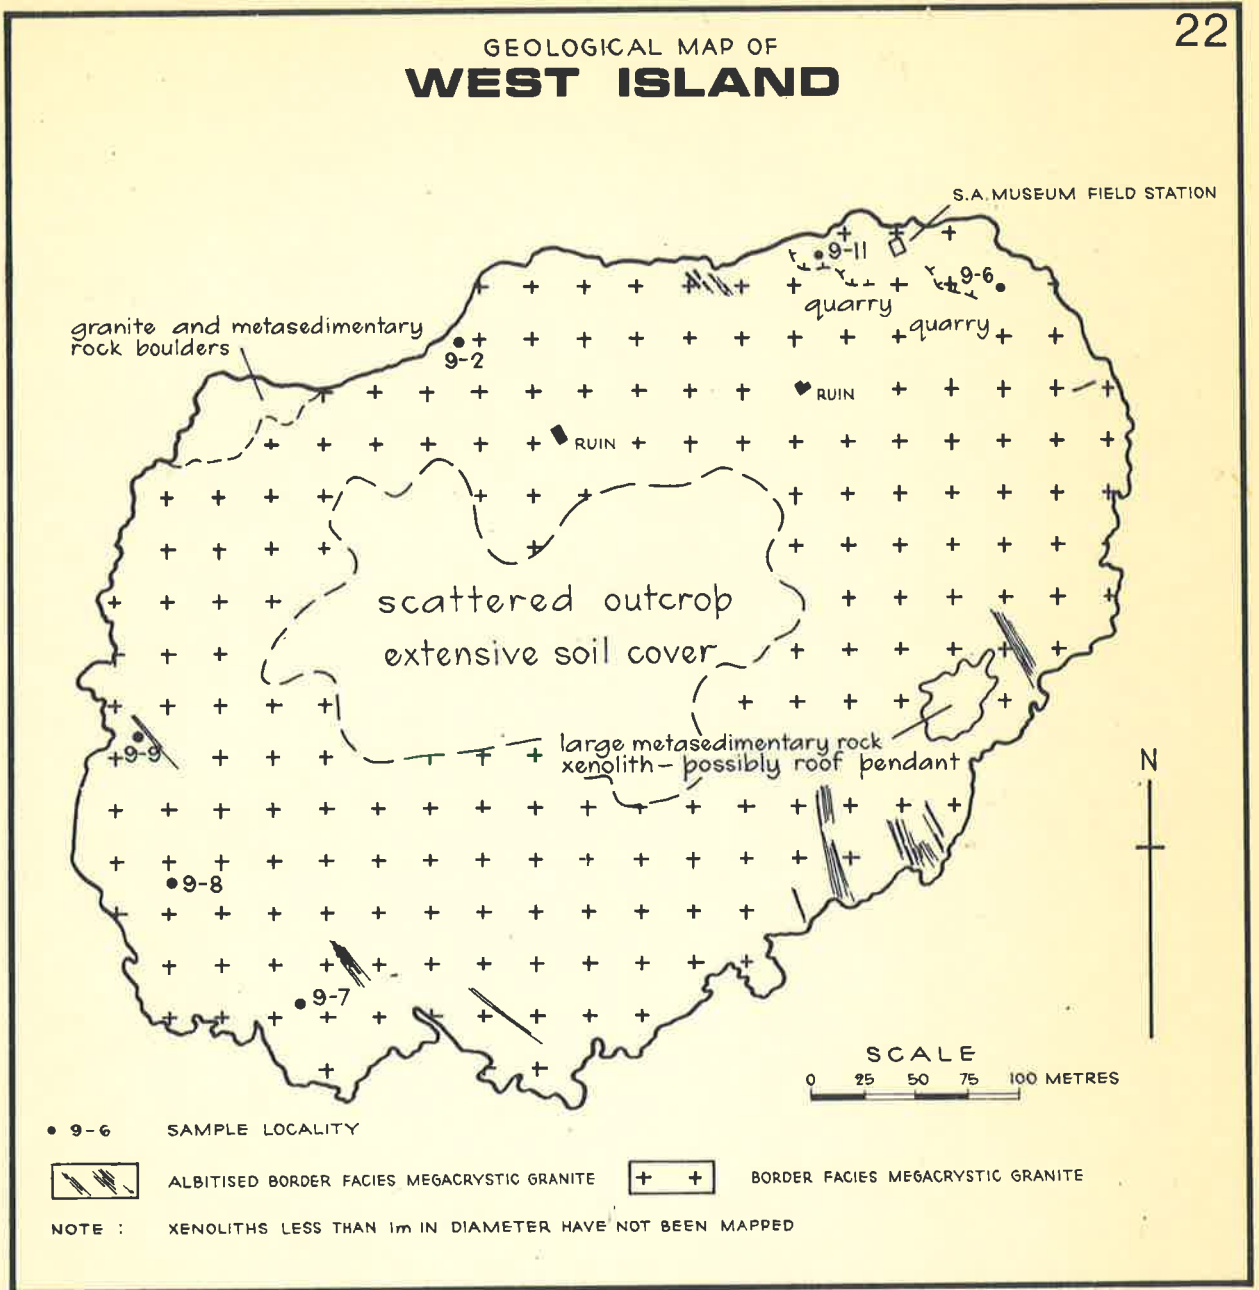 22
GEOLOGICAL MAP OF
WEST ISLAND
S.A. MUSEUM FIELD STATION
9-11
9-6
quarry
quarry
granite and metasedimentary
rock boulders
9-2
RUIN
RUIN
scattered outcrop
extensive soil cover
9-9
large metasedimentary rock
xenolith – possibly roof pendant
N
9-8
9-7
SCALE
0 25 50 75 100 METRES
9-6 SAMPLE LOCALITY
ALBITISED BORDER FACIES MEGACRYSTIC GRANITE
BORDER FACIES MEGACRYSTIC GRANITE
NOTE : XENOLITHS LESS THAN 1m IN DIAMETER HAVE NOT BEEN MAPPED